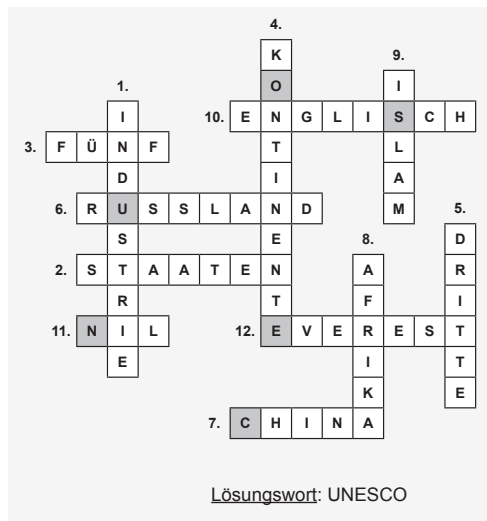 4.
K 9.
1. O I
I 10. E N G L I S C H
3. F Ü N F T L
D I A
6. R U S S L A N D M 5.
S E 8. D
2. S T A A T E N A R
R T F I
11. N I L 12. E V E R E S T
E I T
K E
7. C H I N A
Lösungswort: UNESCO